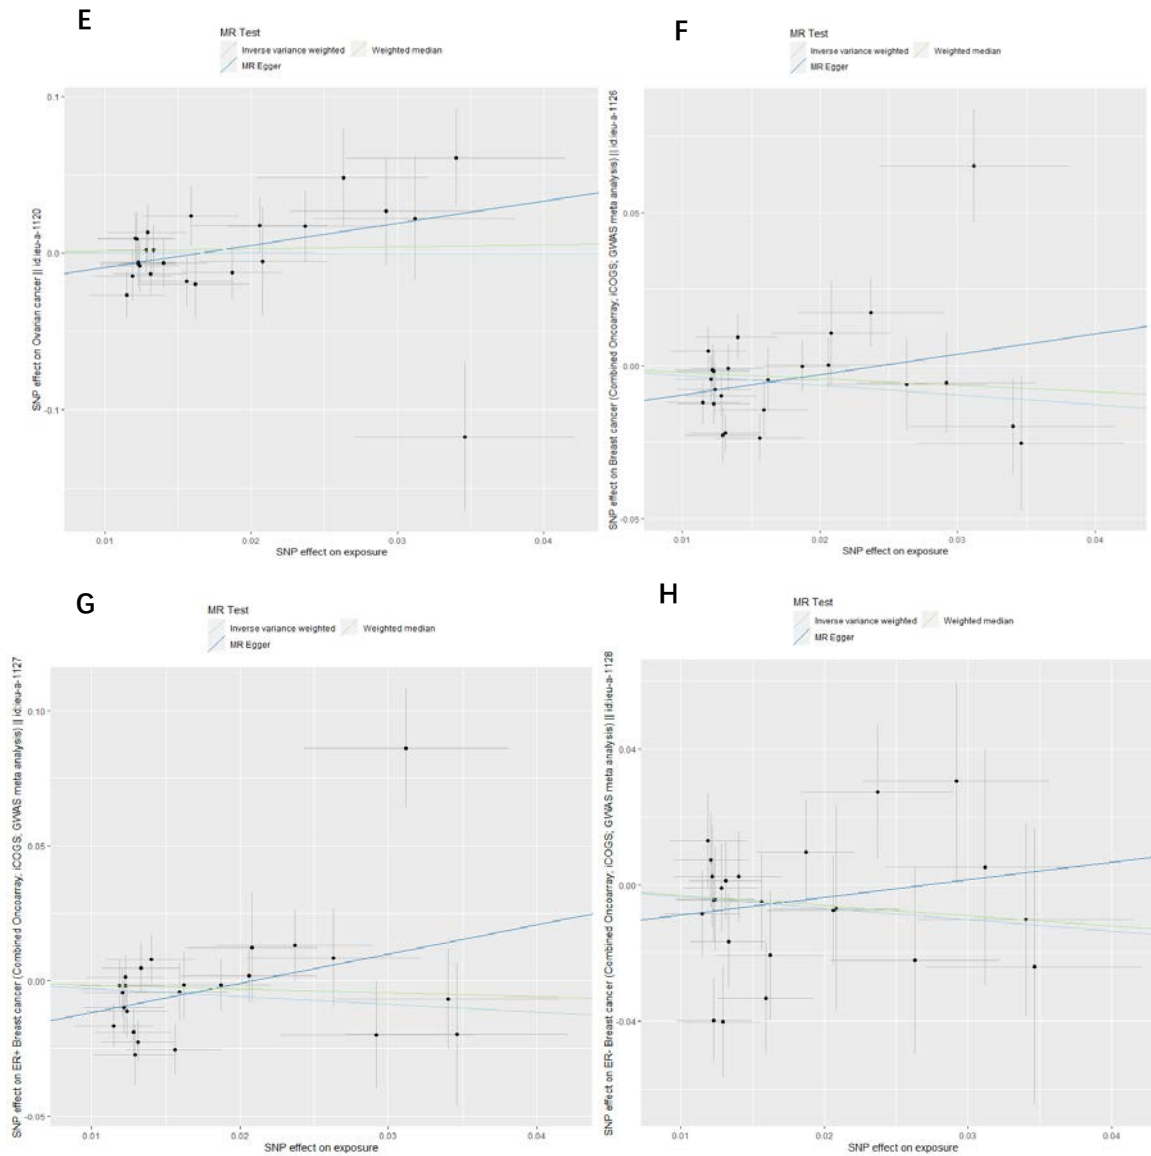 E
MR Test
Inverse variance weighted
Weighted median
MR Egger
SNP effect on Ovarian cancer || id:ieu-a-1120
0.1
0.0
-0.1
0.01
0.02
0.03
0.04
SNP effect on exposure
F
MR Test
Inverse variance weighted
Weighted median
MR Egger
SNP effect on Breast cancer (Combined Oncoarray; iCOGS; GWAS meta analysis) || id:ieu-a-1126
0.05
0.00
-0.05
0.01
0.02
0.03
0.04
SNP effect on exposure
G
MR Test
Inverse variance weighted
Weighted median
MR Egger
SNP effect on ER+ Breast cancer (Combined Oncoarray; iCOGS; GWAS meta analysis) || id:ieu-a-1127
0.10
0.05
0.00
-0.05
0.01
0.02
0.03
0.04
SNP effect on exposure
H
MR Test
Inverse variance weighted
Weighted median
MR Egger
SNP effect on ER- Breast cancer (Combined Oncoarray; iCOGS; GWAS meta analysis) || id:ieu-a-1128
0.04
0.00
-0.04
0.01
0.02
0.03
0.04
SNP effect on exposure